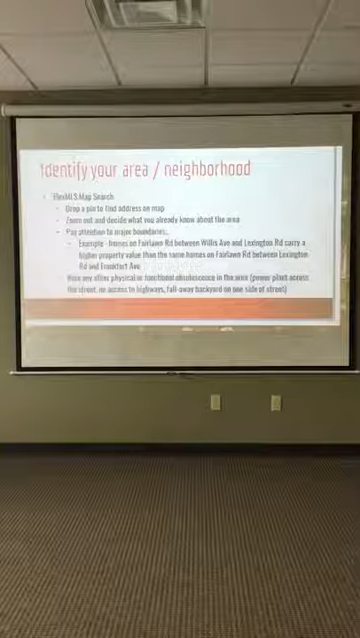 Identify your area / neighborhood
FlexMLS Map Search
Drop a pin to find address on map
Zoom out and decide what you already know about the area
Pay attention to major boundaries...
Example - homes on Fairlawn Rd between Willis Ave and Lexington Rd carry a
higher property value than the same homes on Fairlawn Rd between Lexington
Rd and Frankfort Ave
any other physical or functional obsolescence in the area (power plant across
the street, no access to highways, fall-away backyard on one side of street)